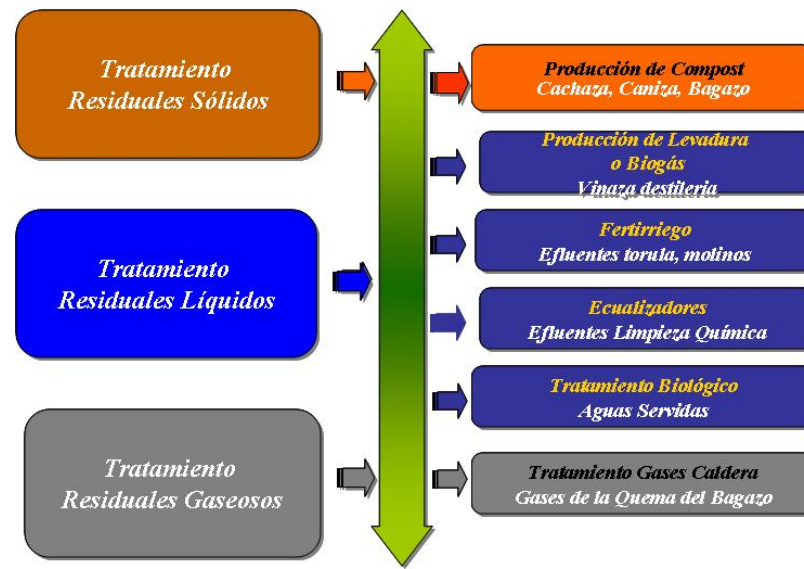 Tratamiento
Residuales Sólidos
Producción de Compost
Cachaza, Caniza, Bagazo
Producción de Levadura
o Biogás
Vinaza destileria
Tratamiento
Residuales Líquidos
Fertirriego
Efluentes torula, molinos
Ecualizadores
Efluentes Limpieza Química
Tratamiento Biológico
Aguas Servidas
Tratamiento
Residuales Gaseosos
Tratamiento Gases Caldera
Gases de la Quema del Bagazo